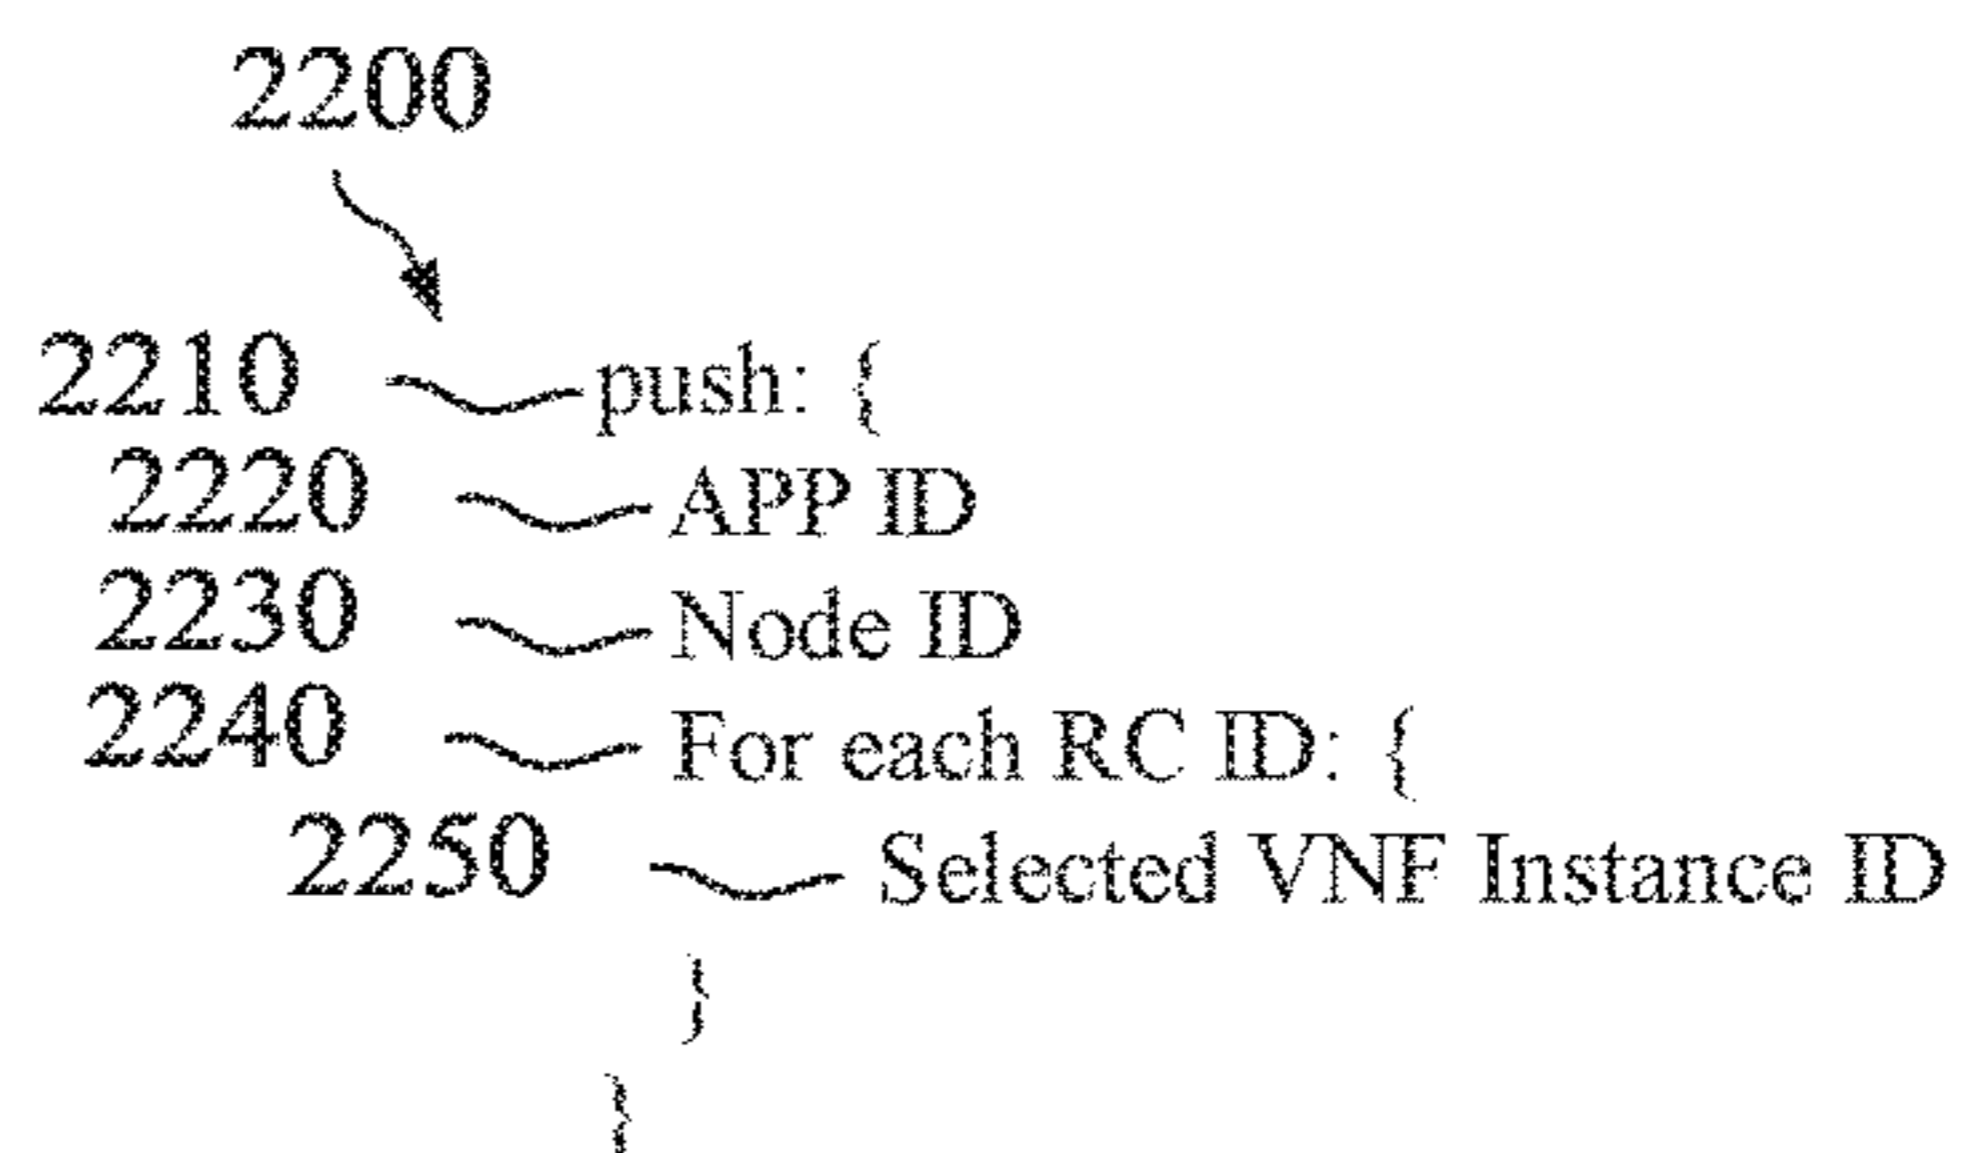 2200
2210 push: {
2220 APP ID
2230 Node ID
2240 For each RC ID: {
2250 Selected VNF Instance ID
}
}